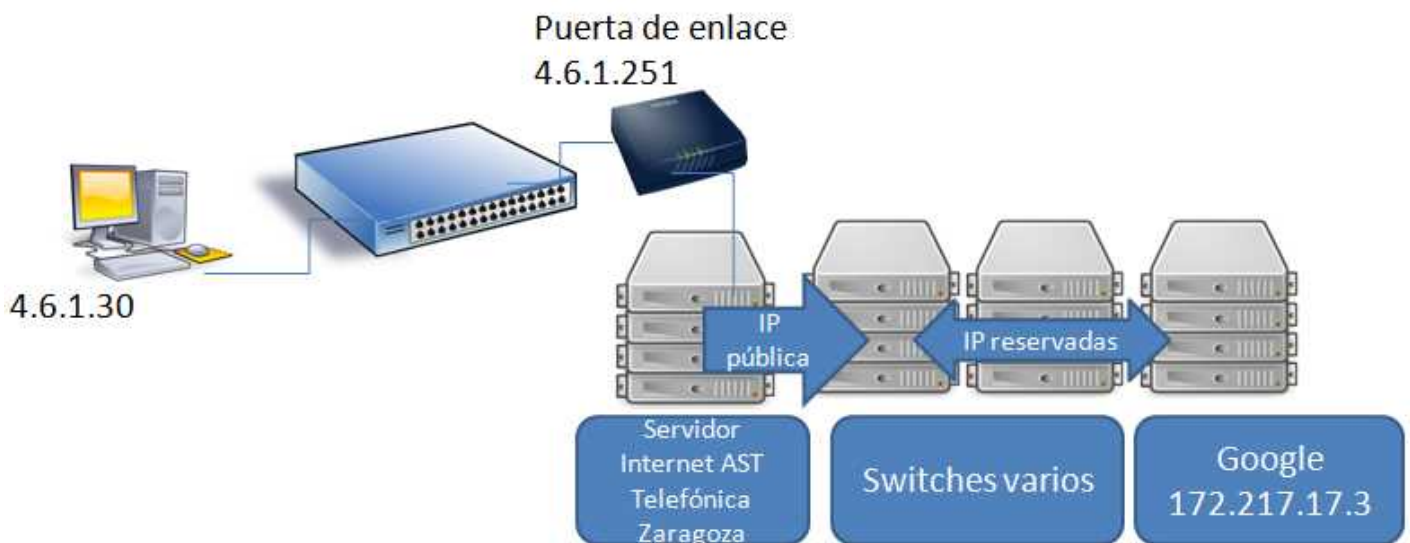 Puerta de enlace
4.6.1.251
4.6.1.30
IP
pública
IP reservadas
Servidor
Internet AST
Telefónica
Zaragoza
Switches varios
Google
172.217.17.3